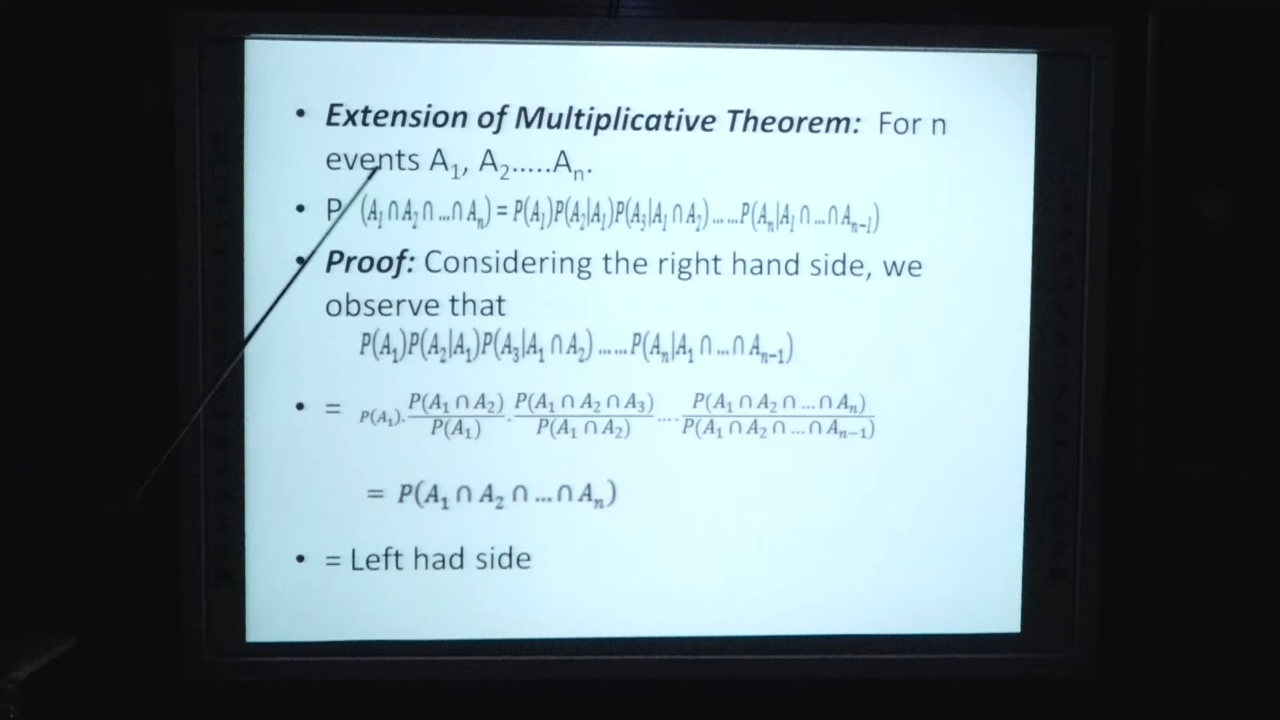 • Extension of Multiplicative Theorem: For n
events A₁, A₂.....Aₙ.
• P (A₁ ∩ A₂ ∩ ... ∩ Aₙ) = P(A₁)P(A₂|A₁)P(A₃|A₁ ∩ A₂) ...... P(Aₙ|A₁ ∩ ... ∩ Aₙ₋₁)
• Proof: Considering the right hand side, we
observe that
P(A₁)P(A₂|A₁)P(A₃|A₁ ∩ A₂) ...... P(Aₙ|A₁ ∩ ... ∩ Aₙ₋₁)
• = P(A₁). P(A₁ ∩ A₂)/P(A₁) . P(A₁ ∩ A₂ ∩ A₃)/P(A₁ ∩ A₂) .... P(A₁ ∩ A₂ ∩ ... ∩ Aₙ)/P(A₁ ∩ A₂ ∩ ... ∩ Aₙ₋₁)
= P(A₁ ∩ A₂ ∩ ... ∩ Aₙ)
• = Left had side